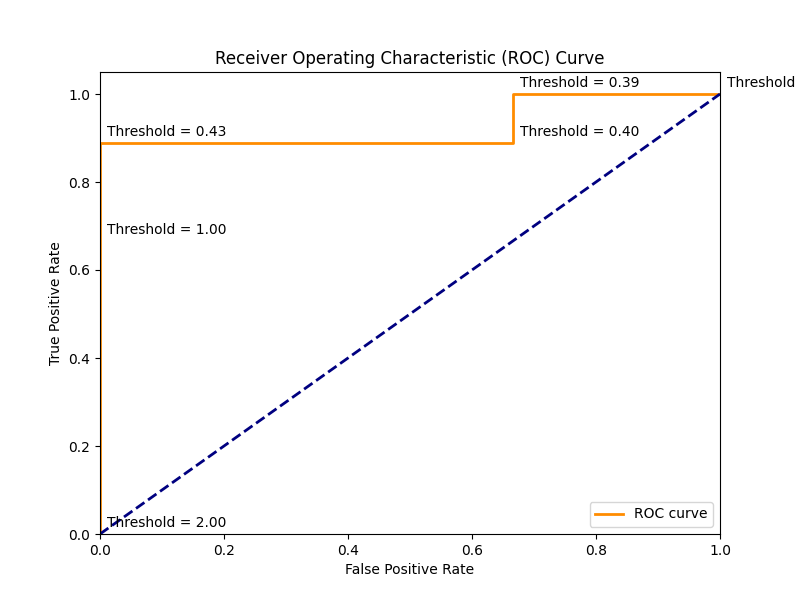 Receiver Operating Characteristic (ROC) Curve
Threshold = 0.39
Threshold
Threshold = 0.43
Threshold = 0.40
Threshold = 1.00
Threshold = 2.00
True Positive Rate
1.0
0.8
0.6
0.4
0.2
0.0
ROC curve
0.0 0.2 0.4 0.6 0.8 1.0
False Positive Rate